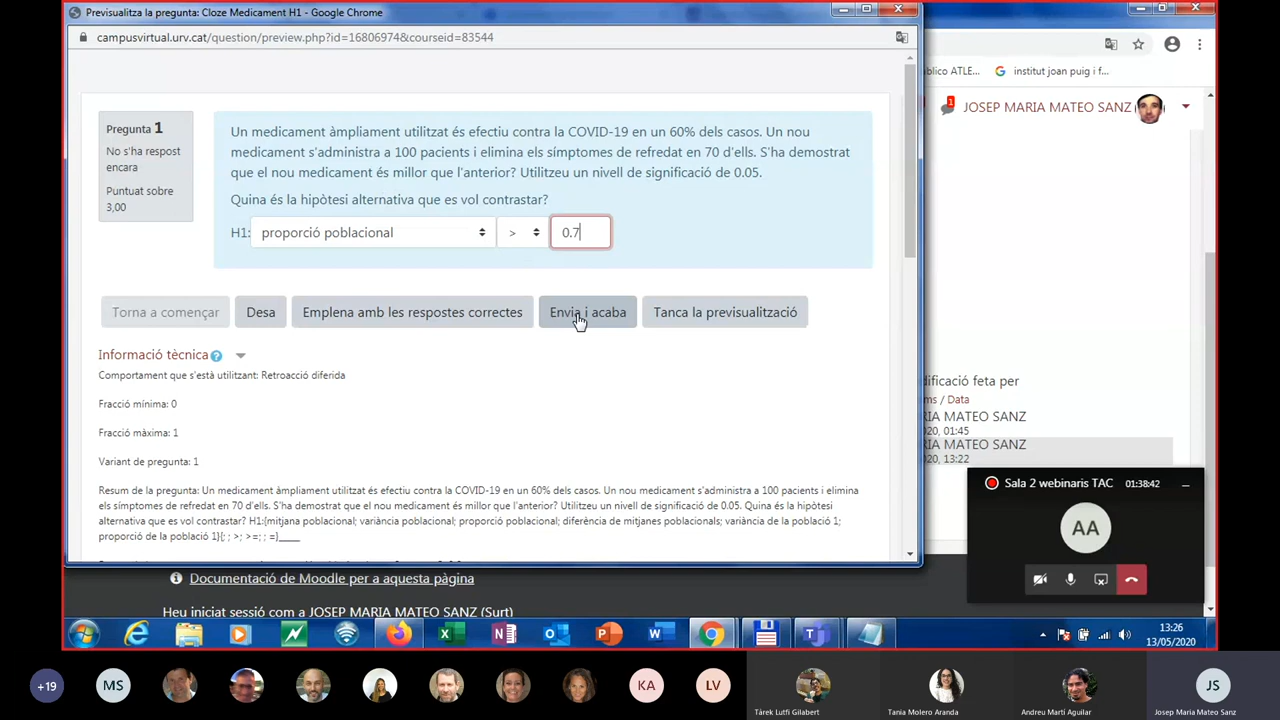 Previsualitza la pregunta: Cloze Medicament H1 - Google Chrome
campusvirtual.urv.cat/question/preview.php?id=16806974&courseid=83544
Pregunta 1
No s'ha respost
encara
Puntuat sobre
3,00
Un medicament àmpliament utilitzat és efectiu contra la COVID-19 en un 60% dels casos. Un nou
medicament s'administra a 100 pacients i elimina els símptomes de refredat en 70 d'ells. S'ha demostrat
que el nou medicament és millor que l'anterior? Utilitzeu un nivell de significació de 0.05.
Quina és la hipòtesi alternativa que es vol contrastar?
H1: proporció poblacional > 0.7
Torna a començar
Desa
Emplena amb les respostes correctes
Envia i acaba
Tanca la previsualització
Informació tècnica
Comportament que s'està utilitzant: Retroacció diferida
Fracció mínima: 0
Fracció màxima: 1
Variant de pregunta: 1
Resum de la pregunta: Un medicament àmpliament utilitzat és efectiu contra la COVID-19 en un 60% dels casos. Un nou medicament s'administra a 100 pacients i elimina
els símptomes de refredat en 70 d'ells. S'ha demostrat que el nou medicament és millor que l'anterior? Utilitzeu un nivell de significació de 0.05. Quina és la hipòtesi
alternativa que es vol contrastar? H1:{mitjana poblacional; variància poblacional; proporció poblacional; diferència de mitjanes poblacionals; variància de la població 1;
proporció de la població 1}{; ; >; >=; ; =}_____
Documentació de Moodle per a aquesta pàgina
Heu iniciat sessió com a JOSEP MARIA MATEO SANZ (Surt)
ublico ATLE...
institut joan puig i f...
1
JOSEP MARIA MATEO SANZ
dificació feta per
ms / Data
RIA MATEO SANZ
020, 01:45
RIA MATEO SANZ
020, 13:22
Sala 2 webinaris TAC
01:38:42
AA
13:26
13/05/2020
+19
MS
KA
LV
JS
Tàrek Lutfi Gilabert
Tania Molero Aranda
Andreu Martí Aguilar
Josep Maria Mateo Sanz